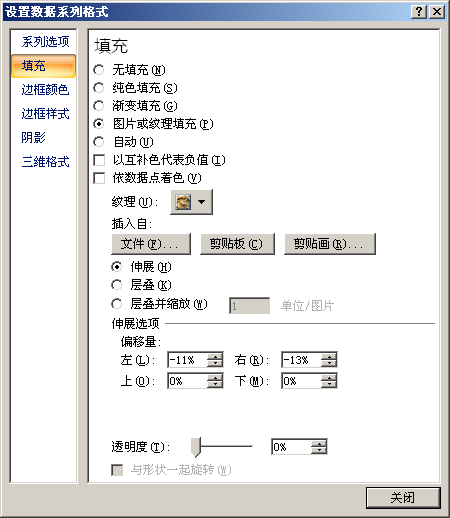 设置数据系列格式
系列选项
填充
边框颜色
边框样式
阴影
三维格式
填充
无填充(N)
纯色填充(S)
渐变填充(G)
图片或纹理填充(P)
自动(U)
以互补色代表负值(I)
依数据点着色(V)
纹理(U):
插入自:
文件(F)... 剪贴板(C) 剪贴画(R)...
伸展(H)
层叠(K)
层叠并缩放(W) 1 单位/图片
伸展选项
偏移量:
左(L): -11% 右(R): -13%
上(O): 0% 下(M): 0%
透明度(T): 0%
与形状一起旋转(W)
关闭